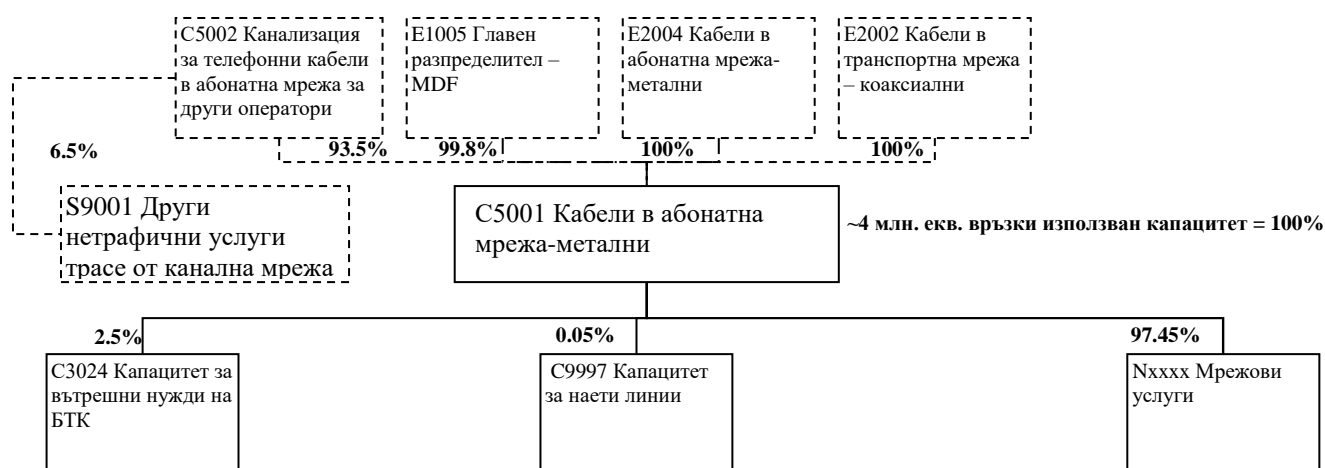 C5002 Канализация
за телефонни кабели
в абонатна мрежа за
други оператори
E1005 Главен
разпределител –
MDF
E2004 Кабели в
абонатна мрежа-
метални
E2002 Кабели в
транспортна мрежа
– коаксиални
6.5%
93.5%
99.8%
100%
100%
S9001 Други
нетрафични услуги
трасе от канална мрежа
C5001 Кабели в абонатна
мрежа-метални
~4 млн. екв. връзки използван капацитет = 100%
2.5%
0.05%
97.45%
C3024 Капацитет за
вътрешни нужди на
БТК
C9997 Капацитет
за наети линии
Nxxxx Мрежови
услуги